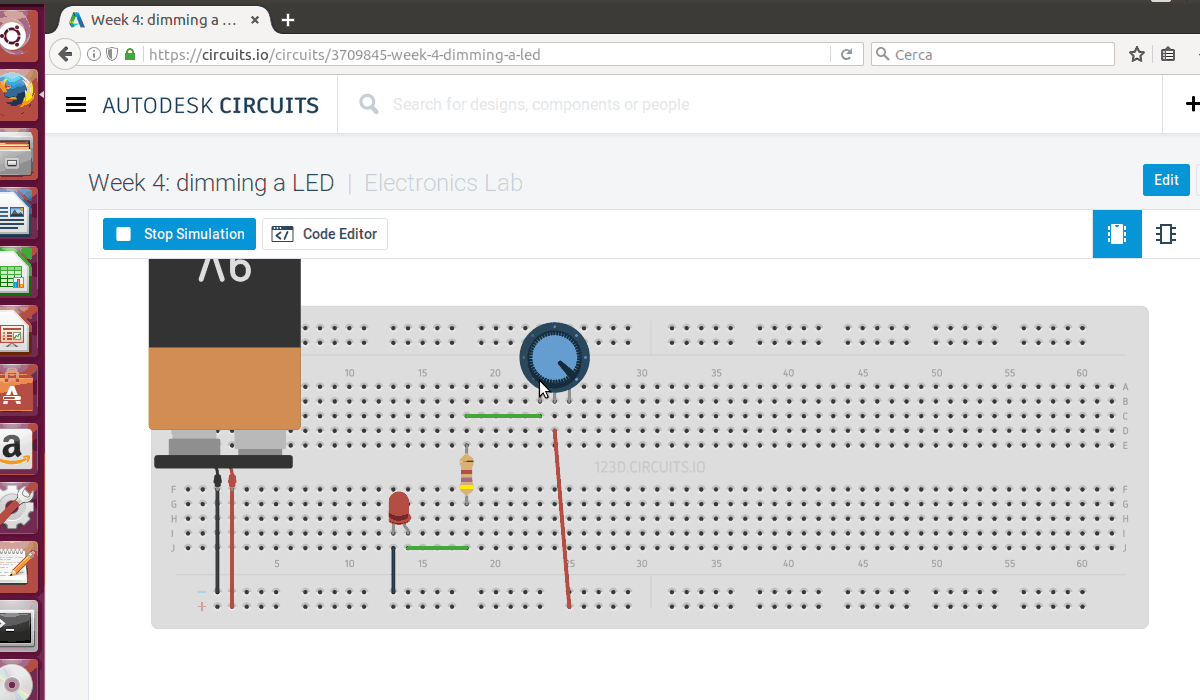 Week 4: dimming a ...
https://circuits.io/circuits/3709845-week-4-dimming-a-led
Cerca
AUTODESK CIRCUITS
Search for designs, components or people
Week 4: dimming a LED | Electronics Lab
Edit
Stop Simulation
Code Editor
9V
10 15 20 30 35 40 45 50 55 60
A
B
C
D
E
123D.CIRCUITS.IO
F F
G G
H H
I I
J J
5 10 15 20 25 30 35 40 45 50 55 60
−
+
a